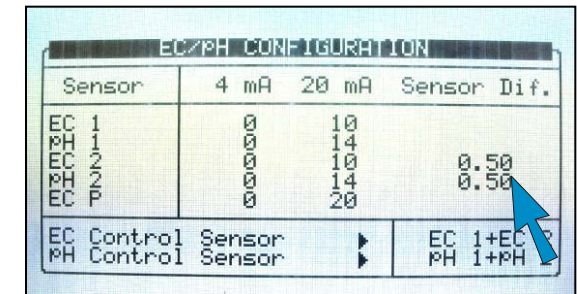 EC/PH CONFIGURATION
Sensor 4 mA 20 mA Sensor Dif.
EC 1 0 10
PH 1 0 14
EC 2 0 10 0.50
PH 2 0 14 0.50
EC P 0 20
EC Control Sensor ▶ EC 1+EC 2
PH Control Sensor ▶ PH 1+PH 2